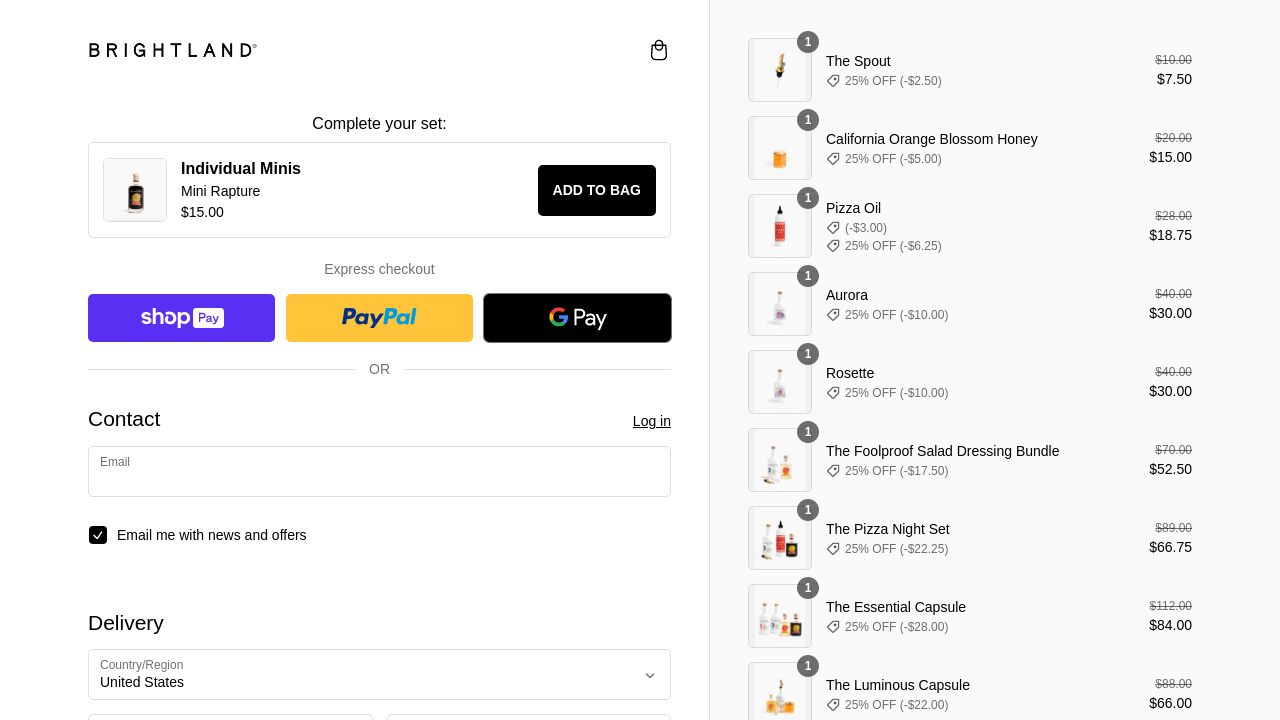 BRIGHTLAND®
Complete your set:
Individual Minis
Mini Rapture
$15.00
ADD TO BAG
Express checkout
shop Pay
PayPal
G Pay
OR
Contact
Log in
Email
Email me with news and offers
Delivery
Country/Region
United States
1
The Spout
25% OFF (-$2.50)
$10.00
$7.50
1
California Orange Blossom Honey
25% OFF (-$5.00)
$20.00
$15.00
1
Pizza Oil
(-$3.00)
25% OFF (-$6.25)
$28.00
$18.75
1
Aurora
25% OFF (-$10.00)
$40.00
$30.00
1
Rosette
25% OFF (-$10.00)
$40.00
$30.00
1
The Foolproof Salad Dressing Bundle
25% OFF (-$17.50)
$70.00
$52.50
1
The Pizza Night Set
25% OFF (-$22.25)
$89.00
$66.75
1
The Essential Capsule
25% OFF (-$28.00)
$112.00
$84.00
1
The Luminous Capsule
25% OFF (-$22.00)
$88.00
$66.00